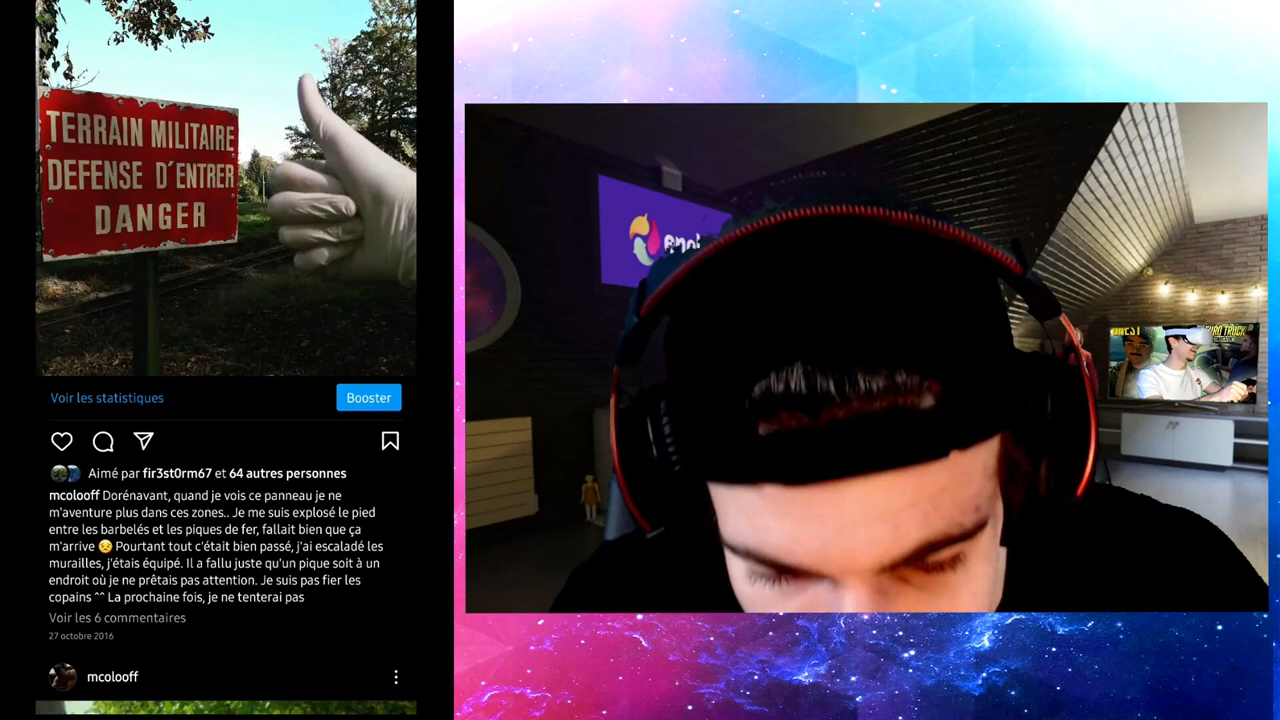 TERRAIN MILITAIRE
DEFENSE D'ENTRER
DANGER
Voir les statistiques
Booster
Aimé par fir3st0rm67 et 64 autres personnes
mcolooff Dorénavant, quand je vois ce panneau je ne
m'aventure plus dans ces zones.. Je me suis explosé le pied
entre les barbelés et les piques de fer, fallait bien que ça
m'arrive 😣 Pourtant tout c'était bien passé, j'ai escaladé les
murailles, j'étais équipé. Il a fallu juste qu'un pique soit à un
endroit où je ne prêtais pas attention. Je suis pas fier les
copains ^^ La prochaine fois, je ne tenterai pas
Voir les 6 commentaires
27 octobre 2016
mcolooff